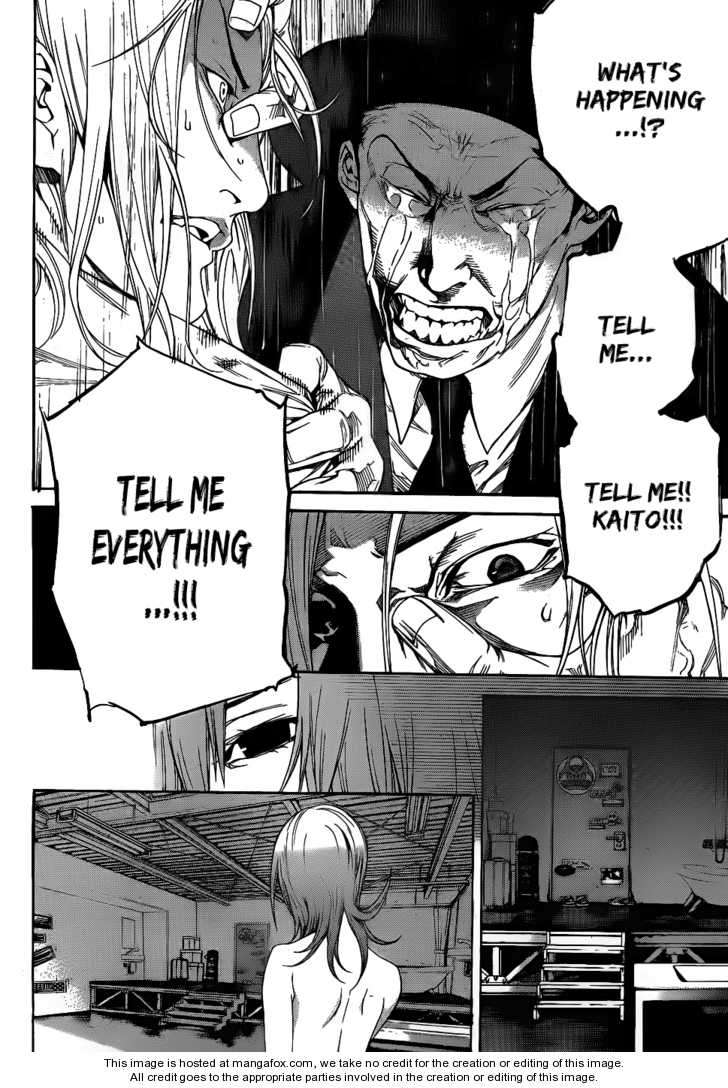 WHAT'S
HAPPENING
...!?
TELL
ME...
TELL ME!!
KAITO!!!
TELL ME
EVERYTHING
...!!!
This image is hosted at mangafox.com, we take no credit for the creation or editing of this image.
All credit goes to the appropriate parties involved in the creation or editing of this image.